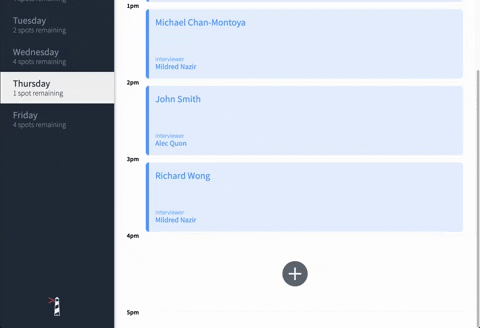 Tuesday
2 spots remaining
Wednesday
4 spots remaining
Thursday
1 spot remaining
Friday
4 spots remaining
1pm
Michael Chan-Montoya
interviewer
Mildred Nazir
2pm
John Smith
interviewer
Alec Quon
3pm
Richard Wong
interviewer
Mildred Nazir
4pm
5pm